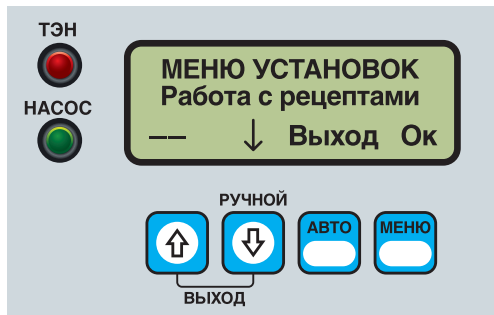 ТЭН
НАСОС
МЕНЮ УСТАНОВОК
Работа с рецептами
–– ↓ Выход Ок
РУЧНОЙ
АВТО МЕНЮ
ВЫХОД